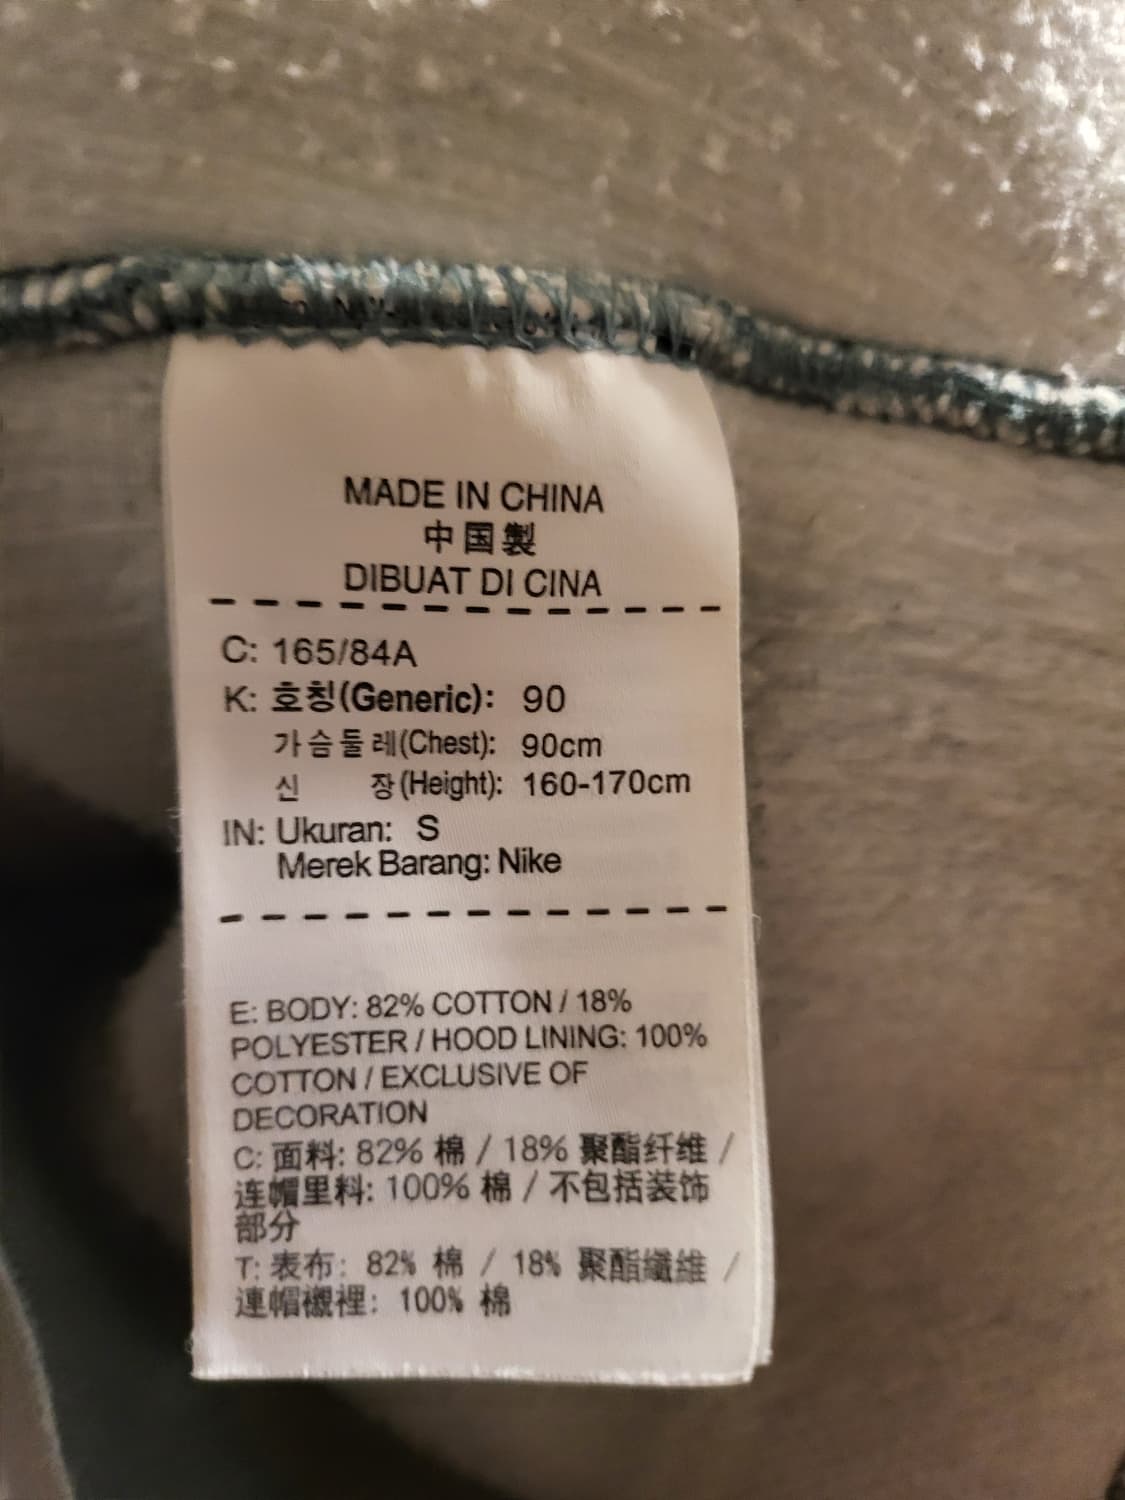 MADE IN CHINA
中国製
DIBUAT DI CINA
C: 165/84A
K: 호칭(Generic): 90
가슴둘레(Chest): 90cm
신 장(Height): 160-170cm
IN: Ukuran: S
Merek Barang: Nike
E: BODY: 82% COTTON / 18%
POLYESTER / HOOD LINING: 100%
COTTON / EXCLUSIVE OF
DECORATION
C: 面料: 82% 棉 / 18% 聚酯纤维 /
连帽里料: 100% 棉 / 不包括装饰
部分
T: 表布: 82% 棉 / 18% 聚酯纖維 /
連帽襯裡: 100% 棉